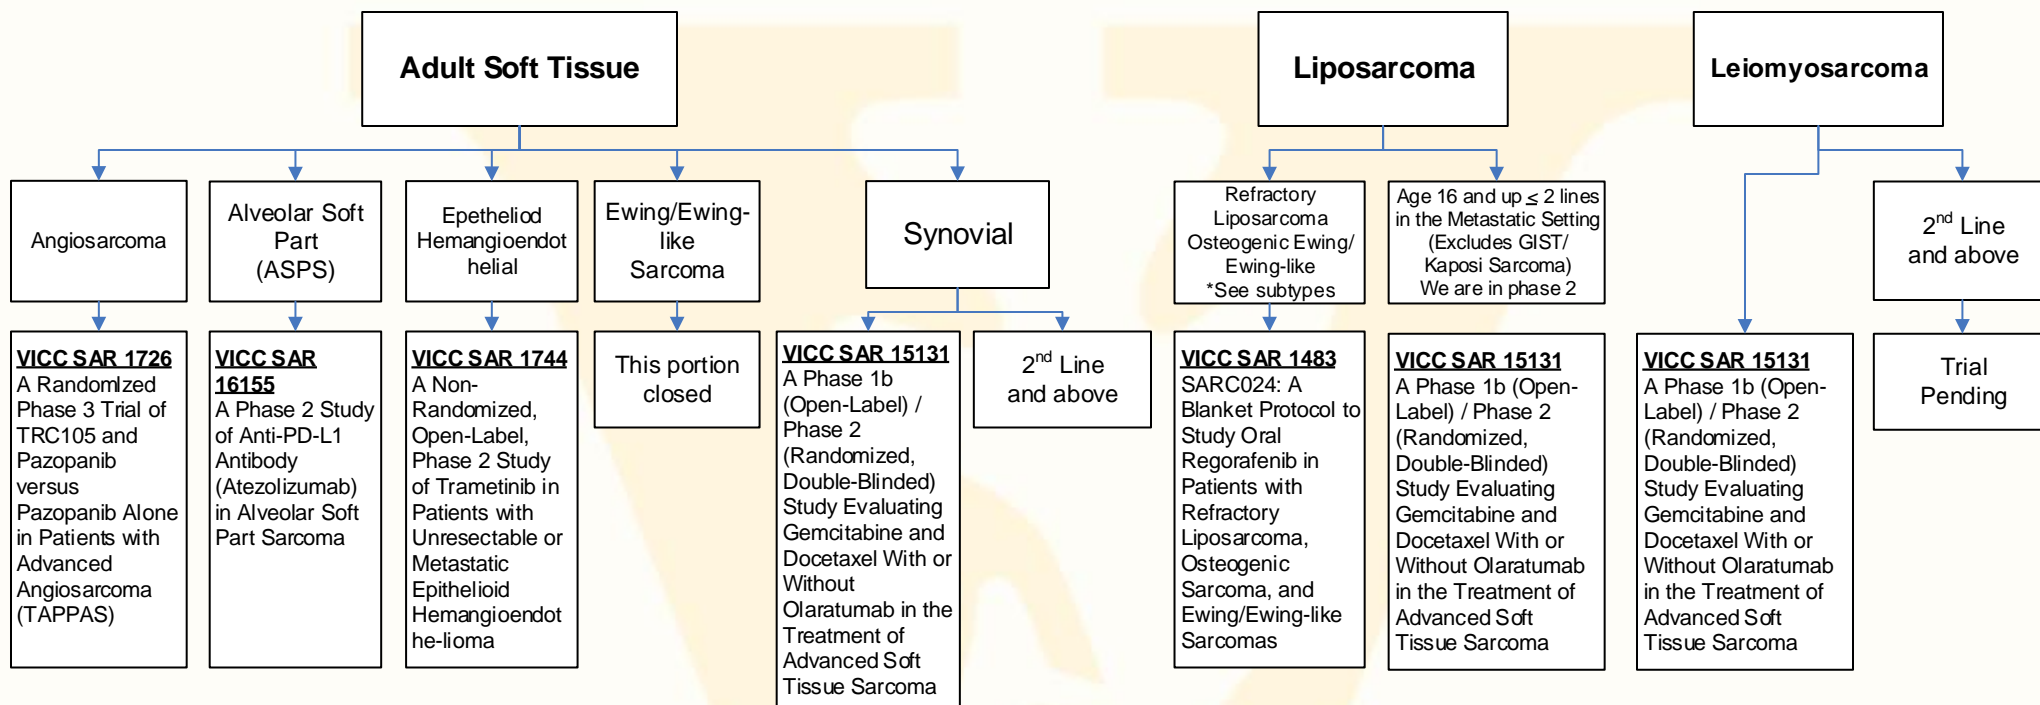 Adult Soft Tissue
Liposarcoma
Leiomyosarcoma
Angiosarcoma
Alveolar Soft
Part
(ASPS)
Epetheliod
Hemangioendot
helial
Ewing/Ewing-
like
Sarcoma
Synovial
Refractory
Liposarcoma
Osteogenic Ewing/
Ewing-like
*See subtypes
Age 16 and up ≤ 2 lines
in the Metastatic Setting
(Excludes GIST/
Kaposi Sarcoma)
We are in phase 2
2nd Line
and above
VICC SAR 1726
A Randomized
Phase 3 Trial of
TRC105 and
Pazopanib
versus
Pazopanib Alone
in Patients with
Advanced
Angiosarcoma
(TAPPAS)
VICC SAR
16155
A Phase 2 Study
of Anti-PD-L1
Antibody
(Atezolizumab)
in Alveolar Soft
Part Sarcoma
VICC SAR 1744
A Non-
Randomized,
Open-Label,
Phase 2 Study
of Trametinib in
Patients with
Unresectable or
Metastatic
Epithelioid
Hemangioendot
he-lioma
This portion
closed
VICC SAR 15131
A Phase 1b
(Open-Label) /
Phase 2
(Randomized,
Double-Blinded)
Study Evaluating
Gemcitabine and
Docetaxel With or
Without
Olaratumab in the
Treatment of
Advanced Soft
Tissue Sarcoma
2nd Line
and above
VICC SAR 1483
SARC024: A
Blanket Protocol to
Study Oral
Regorafenib in
Patients with
Refractory
Liposarcoma,
Osteogenic
Sarcoma, and
Ewing/Ewing-like
Sarcomas
VICC SAR 15131
A Phase 1b (Open-
Label) / Phase 2
(Randomized,
Double-Blinded)
Study Evaluating
Gemcitabine and
Docetaxel With or
Without Olaratumab
in the Treatment of
Advanced Soft
Tissue Sarcoma
VICC SAR 15131
A Phase 1b (Open-
Label) / Phase 2
(Randomized,
Double-Blinded)
Study Evaluating
Gemcitabine and
Docetaxel With or
Without Olaratumab
in the Treatment of
Advanced Soft
Tissue Sarcoma
Trial
Pending